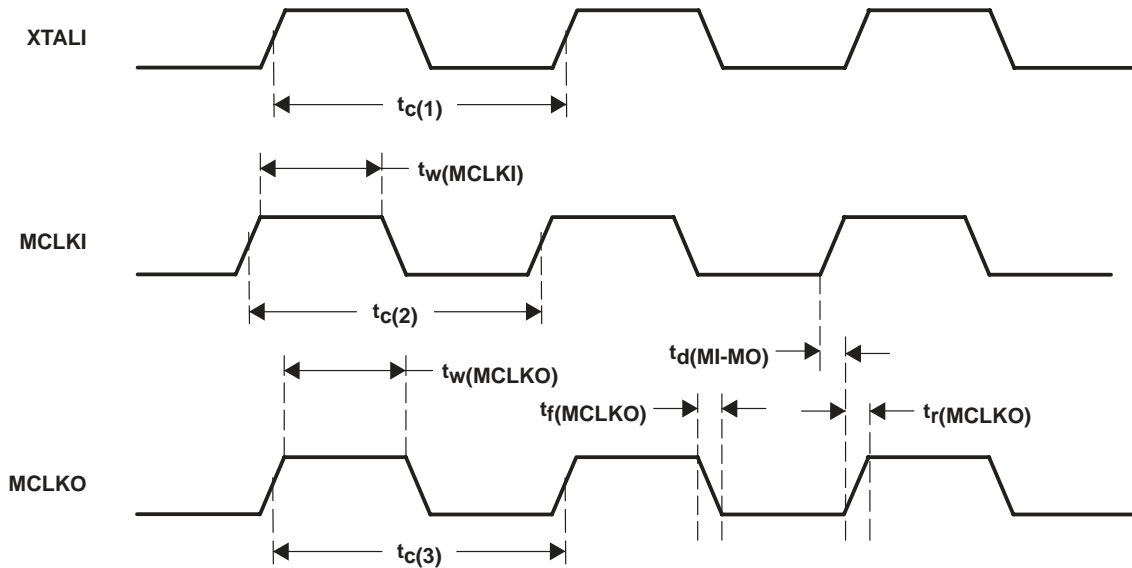 XTALI
tc(1)
tw(MCLKI)
MCLKI
tc(2)
td(MI-MO)
tw(MCLKO)
tf(MCLKO)
tr(MCLKO)
MCLKO
tc(3)